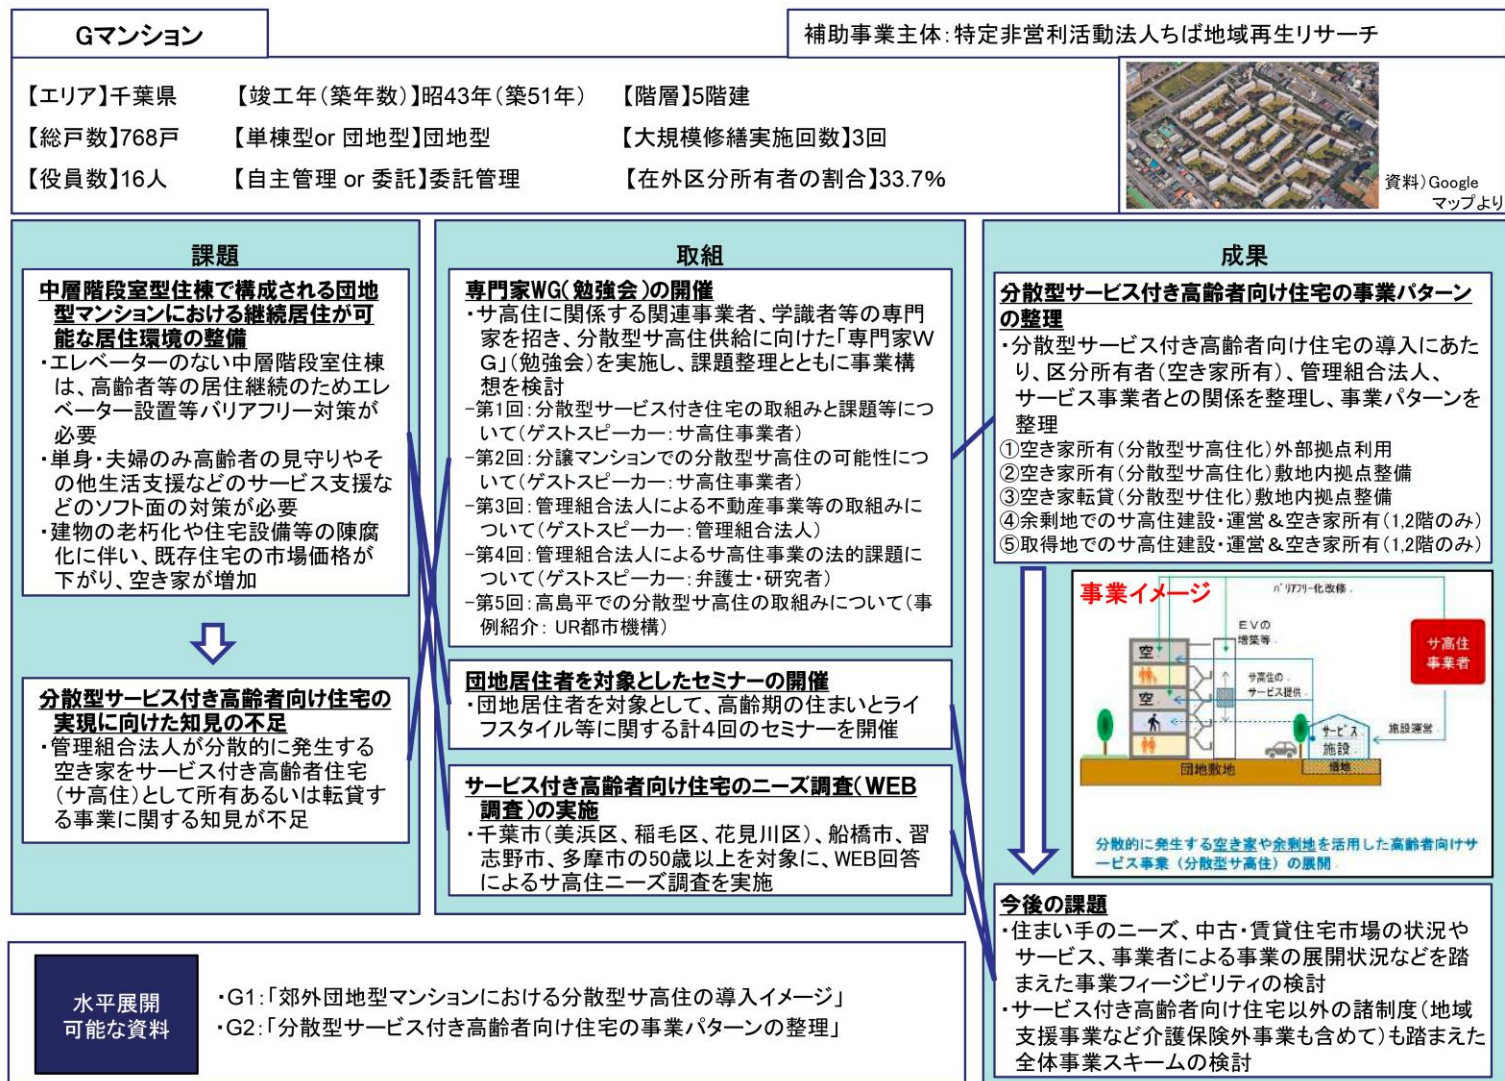 Gマンション
補助事業主体:特定非営利活動法人ちば地域再生リサーチ
【エリア】千葉県
【竣工年(築年数)】昭43年(築51年)
【階層】5階建
【総戸数】768戸
【単棟型or 団地型】団地型
【大規模修繕実施回数】3回
【役員数】16人
【自主管理 or 委託】委託管理
【在外区分所有者の割合】33.7%
資料)Google
マップより
課題
中層階段室型住棟で構成される団地
型マンションにおける継続居住が可
能な居住環境の整備
・エレベーターのない中層階段室住棟
は、高齢者等の居住継続のためエレ
ベーター設置等バリアフリー対策が
必要
・単身・夫婦のみ高齢者の見守りやそ
の他生活支援などのサービス支援な
どのソフト面の対策が必要
・建物の老朽化や住宅設備等の陳腐
化に伴い、既存住宅の市場価格が
下がり、空き家が増加
分散型サービス付き高齢者向け住宅の
実現に向けた知見の不足
・管理組合法人が分散的に発生する
空き家をサービス付き高齢者住宅
(サ高住)として所有あるいは転貸す
る事業に関する知見が不足
取組
専門家WG(勉強会)の開催
・サ高住に関係する関連事業者、学識者等の専門
家を招き、分散型サ高住供給に向けた「専門家W
G」(勉強会)を実施し、課題整理とともに事業構
想を検討
-第1回:分散型サービス付き住宅の取組みと課題等につ
いて(ゲストスピーカー:サ高住事業者)
-第2回:分譲マンションでの分散型サ高住の可能性につ
いて(ゲストスピーカー:サ高住事業者)
-第3回:管理組合法人による不動産事業等の取組みに
ついて(ゲストスピーカー:管理組合法人)
-第4回:管理組合法人によるサ高住事業の法的課題に
ついて(ゲストスピーカー:弁護士・研究者)
-第5回:高島平での分散型サ高住の取組みについて(事
例紹介: UR都市機構)
団地居住者を対象としたセミナーの開催
・団地居住者を対象として、高齢期の住まいとライ
フスタイル等に関する計4回のセミナーを開催
サービス付き高齢者向け住宅のニーズ調査(WEB
調査)の実施
・千葉市(美浜区、稲毛区、花見川区)、船橋市、習
志野市、多摩市の50歳以上を対象に、WEB回答
によるサ高住ニーズ調査を実施
成果
分散型サービス付き高齢者向け住宅の事業パターン
の整理
・分散型サービス付き高齢者向け住宅の導入にあた
り、区分所有者(空き家所有)、管理組合法人、
サービス事業者との関係を整理し、事業パターンを
整理
①空き家所有(分散型サ高住化)外部拠点利用
②空き家所有(分散型サ高住化)敷地内拠点整備
③空き家転貸(分散型サ住化)敷地内拠点整備
④余剰地でのサ高住建設・運営&空き家所有(1,2階のみ)
⑤取得地でのサ高住建設・運営&空き家所有(1,2階のみ)
事業イメージ
バリアフリー化改修
EVの
増築等
サ高住
事業者
空
サ高住の
サービス提供
空
サービス
施設
施設運営
団地敷地
借地
分散的に発生する空き家や余剰地を活用した高齢者向けサ
ービス事業(分散型サ高住)の展開
今後の課題
・住まい手のニーズ、中古・賃貸住宅市場の状況や
サービス、事業者による事業の展開状況などを踏
まえた事業フィージビリティの検討
・サービス付き高齢者向け住宅以外の諸制度(地域
支援事業など介護保険外事業も含めて)も踏まえた
全体事業スキームの検討
水平展開
可能な資料
・G1:「郊外団地型マンションにおける分散型サ高住の導入イメージ」
・G2:「分散型サービス付き高齢者向け住宅の事業パターンの整理」